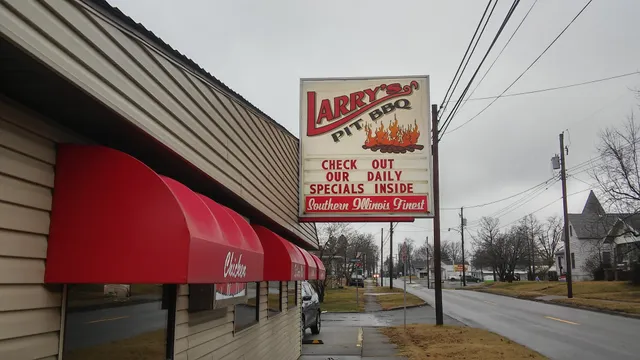 LARRY'S
PIT BBQ
CHECK OUT
OUR DAILY
SPECIALS INSIDE
Southern Illinois Finest
Chicken